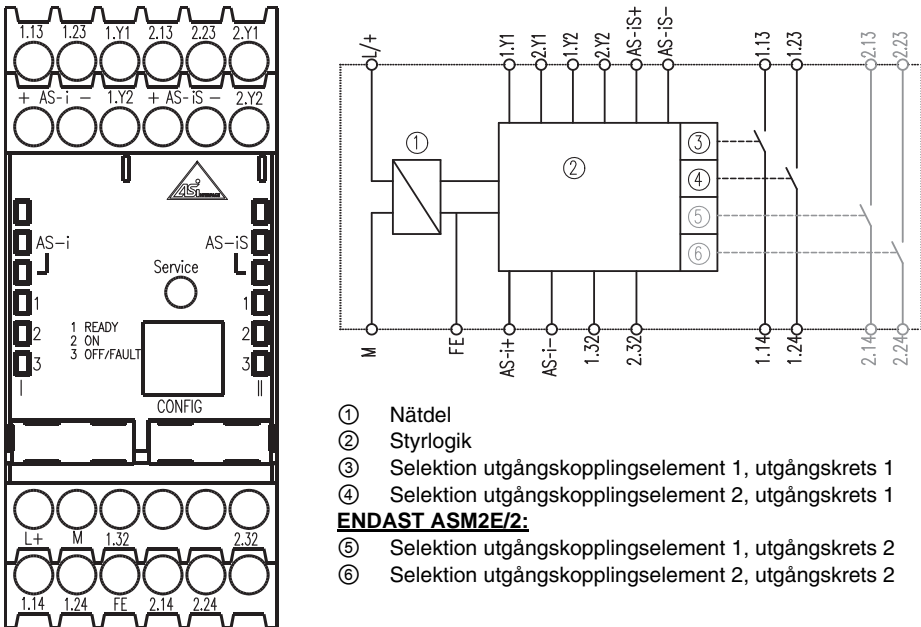 1.13 1.23 1.Y1 2.13 2.23 2.Y1
+ AS-i − 1.Y2 + AS-iS − 2.Y2
ASi INTERFACE
AS-i AS-iS
Service
1 1
1 READY
2 ON
3 OFF/FAULT
2 2
3 3
I II
CONFIG
L+ M 1.32 2.32
1.14 1.24 FE 2.14 2.24
L/+ 1.Y1 2.Y1 1.Y2 2.Y2 AS-iS+ AS-iS− 1.13 1.23 2.13 2.23
①
②
③
④
⑤
⑥
M FE AS-i+ AS-i− 1.32 2.32 1.14 1.24 2.14 2.24
① Nätdel
② Styrlogik
③ Selektion utgångskopplingselement 1, utgångskrets 1
④ Selektion utgångskopplingselement 2, utgångskrets 1
ENDAST ASM2E/2:
⑤ Selektion utgångskopplingselement 1, utgångskrets 2
⑥ Selektion utgångskopplingselement 2, utgångskrets 2